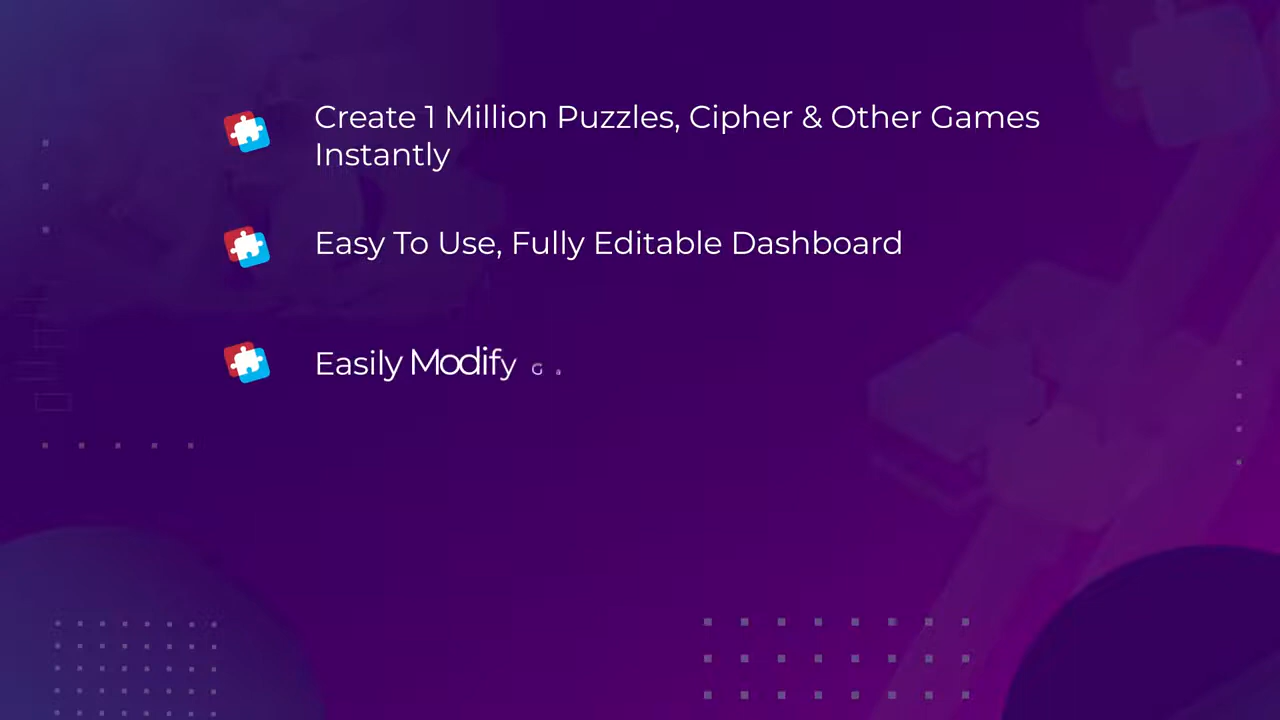 Create 1 Million Puzzles, Cipher & Other Games
Instantly
Easy To Use, Fully Editable Dashboard
Easily Modify